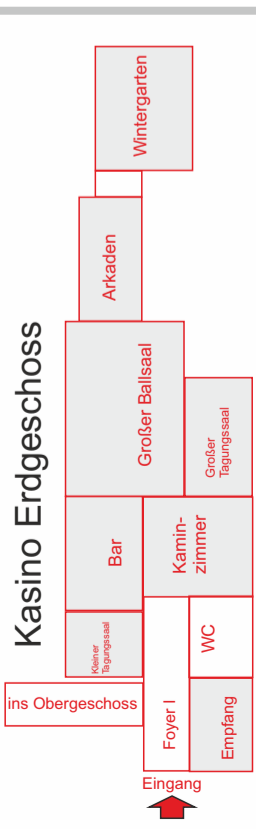 Kasino Erdgeschoss
Wintergarten
Arkaden
Großer Ballsaal
Großer
Tagungssaal
Bar
Kamin-
zimmer
Kleiner
Tagungssaal
ins Obergeschoss
Foyer I
WC
Empfang
Eingang